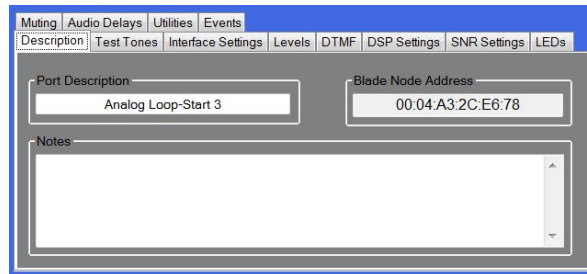 Muting Audio Delays Utilities Events
Description Test Tones Interface Settings Levels DTMF DSP Settings SNR Settings LEDs
Port Description Blade Node Address
Analog Loop-Start 3 00:04:A3:2C:E6:78
Notes